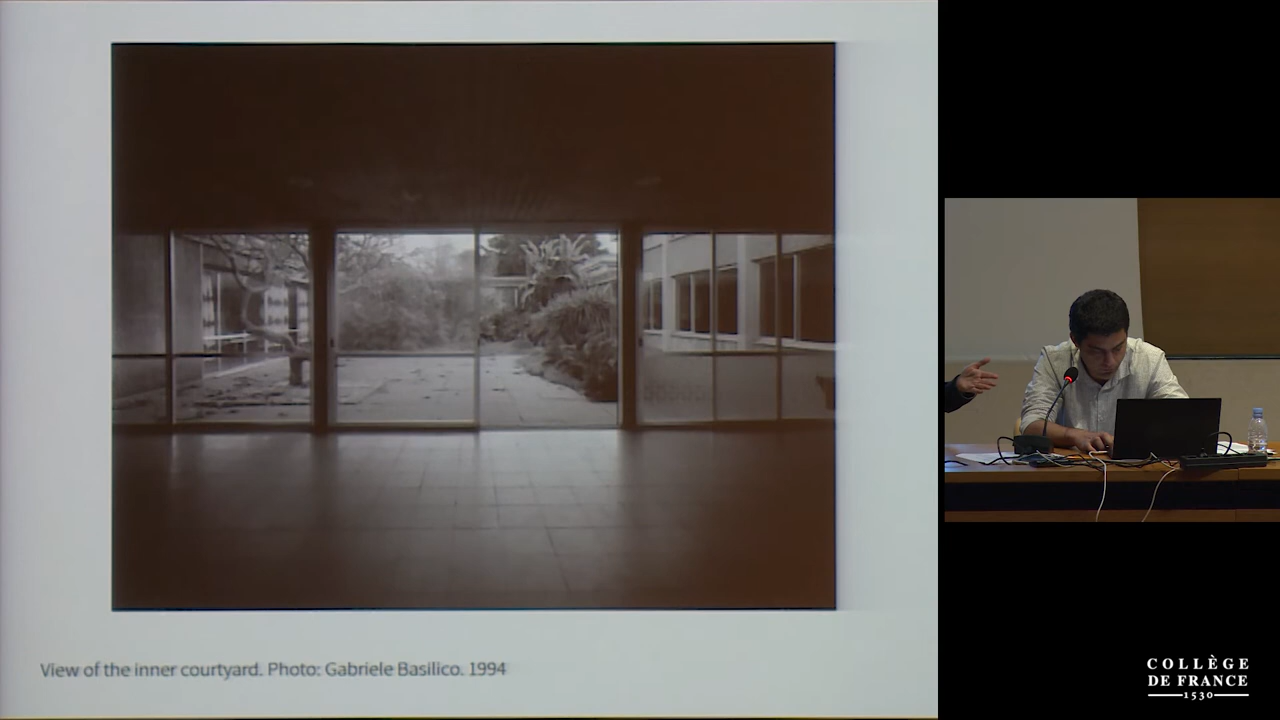 View of the inner courtyard. Photo: Gabriele Basilico. 1994
COLLÈGE
DE FRANCE
1530